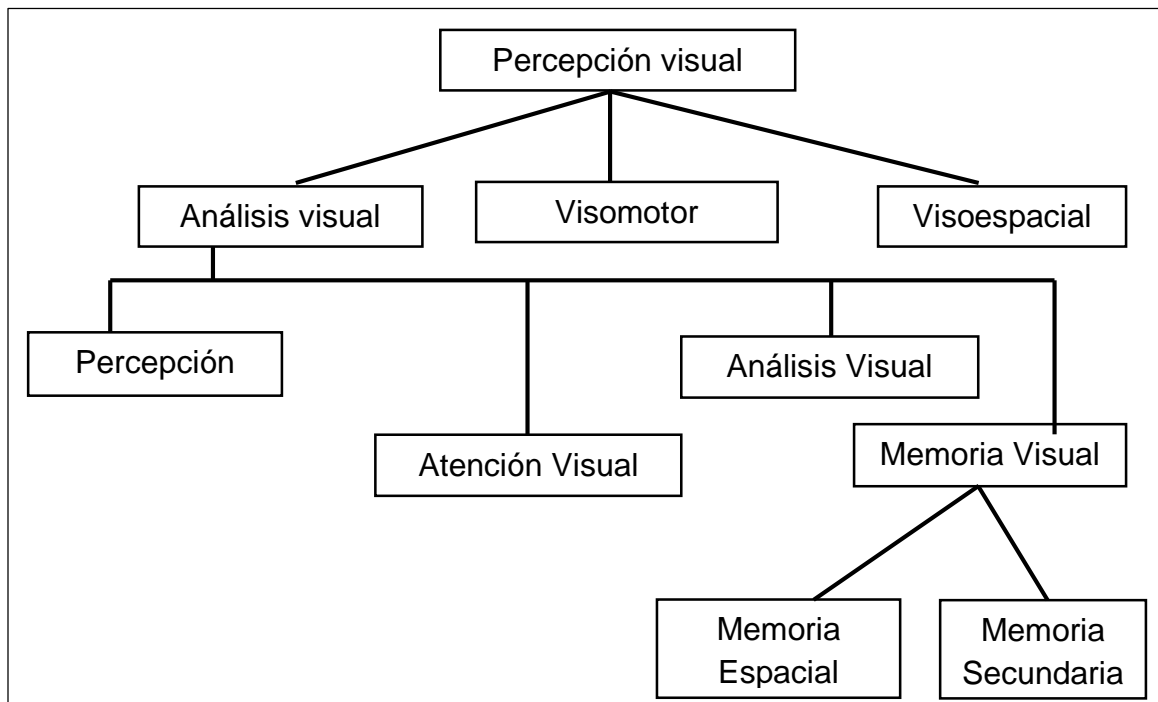 Percepción visual
Análisis visual
Visomotor
Visoespacial
Percepción
Análisis Visual
Atención Visual
Memoria Visual
Memoria
Espacial
Memoria
Secundaria